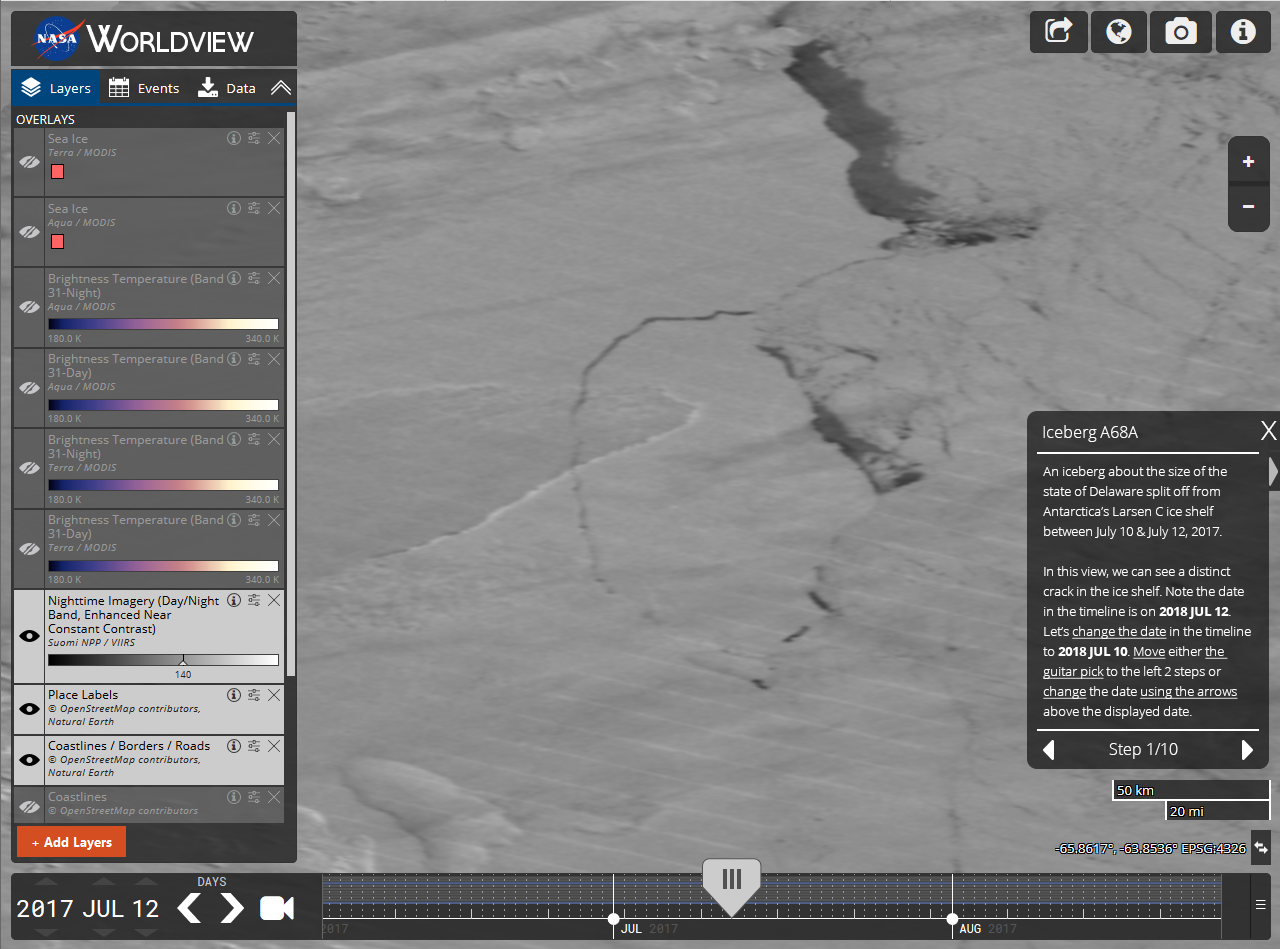 NASA WORLDVIEW
Layers Events Data
OVERLAYS
Sea Ice
Terra / MODIS
Sea Ice
Aqua / MODIS
Brightness Temperature (Band
31-Night)
Aqua / MODIS
180.0 K 340.0 K
Brightness Temperature (Band
31-Day)
Aqua / MODIS
180.0 K 340.0 K
Brightness Temperature (Band
31-Night)
Terra / MODIS
180.0 K 340.0 K
Brightness Temperature (Band
31-Day)
Terra / MODIS
180.0 K 340.0 K
Nighttime Imagery (Day/Night
Band, Enhanced Near
Constant Contrast)
Suomi NPP / VIIRS
140
Place Labels
© OpenStreetMap contributors,
Natural Earth
Coastlines / Borders / Roads
© OpenStreetMap contributors,
Natural Earth
Coastlines
© OpenStreetMap contributors
+ Add Layers
Iceberg A68A X
An iceberg about the size of the
state of Delaware split off from
Antarctica's Larsen C ice shelf
between July 10 & July 12, 2017.
In this view, we can see a distinct
crack in the ice shelf. Note the date
in the timeline is on 2018 JUL 12.
Let's change the date in the timeline
to 2018 JUL 10. Move either the
guitar pick to the left 2 steps or
change the date using the arrows
above the displayed date.
Step 1/10
50 km
20 mi
-65.8617°, -63.8536° EPSG:4326
DAYS
2017 JUL 12
2017 JUL 2017 AUG 2017